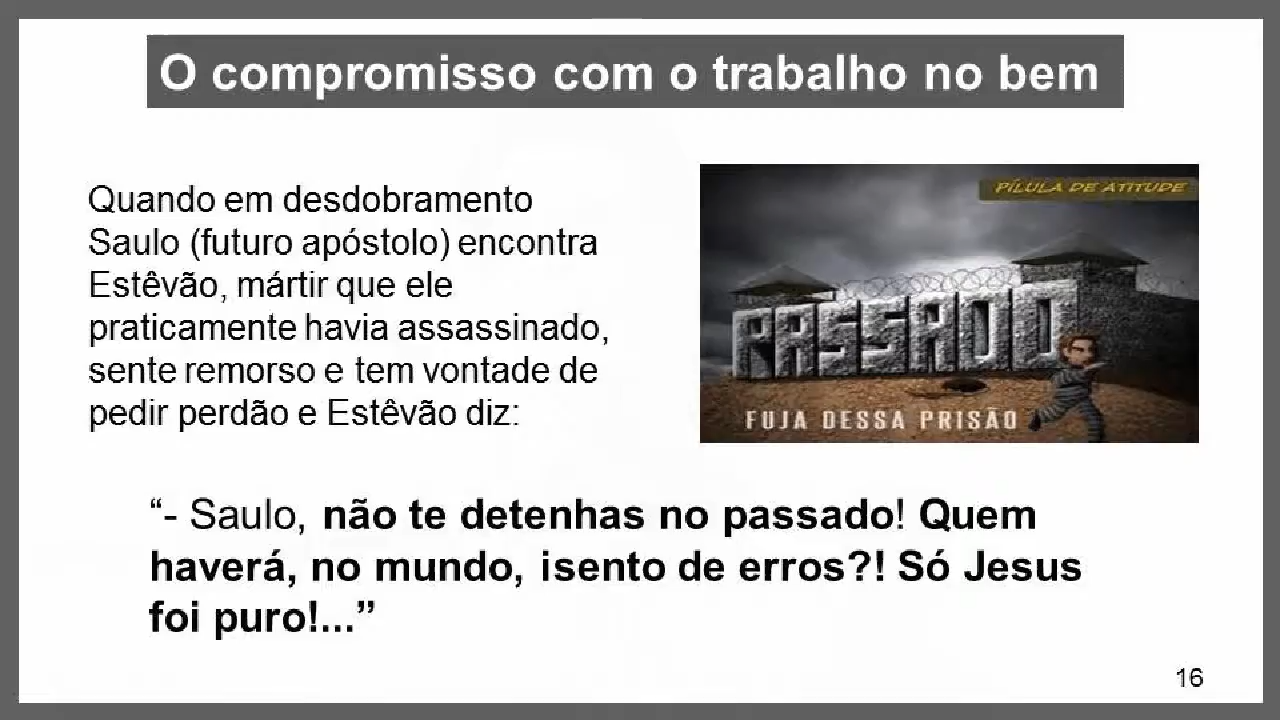 O compromisso com o trabalho no bem
Quando em desdobramento
Saulo (futuro apóstolo) encontra
Estêvão, mártir que ele
praticamente havia assassinado,
sente remorso e tem vontade de
pedir perdão e Estêvão diz:
PÍLULA DE ATITUDE
PASSADO
FUJA DESSA PRISÃO
“- Saulo, não te detenhas no passado! Quem
haverá, no mundo, isento de erros?! Só Jesus
foi puro!...”
16